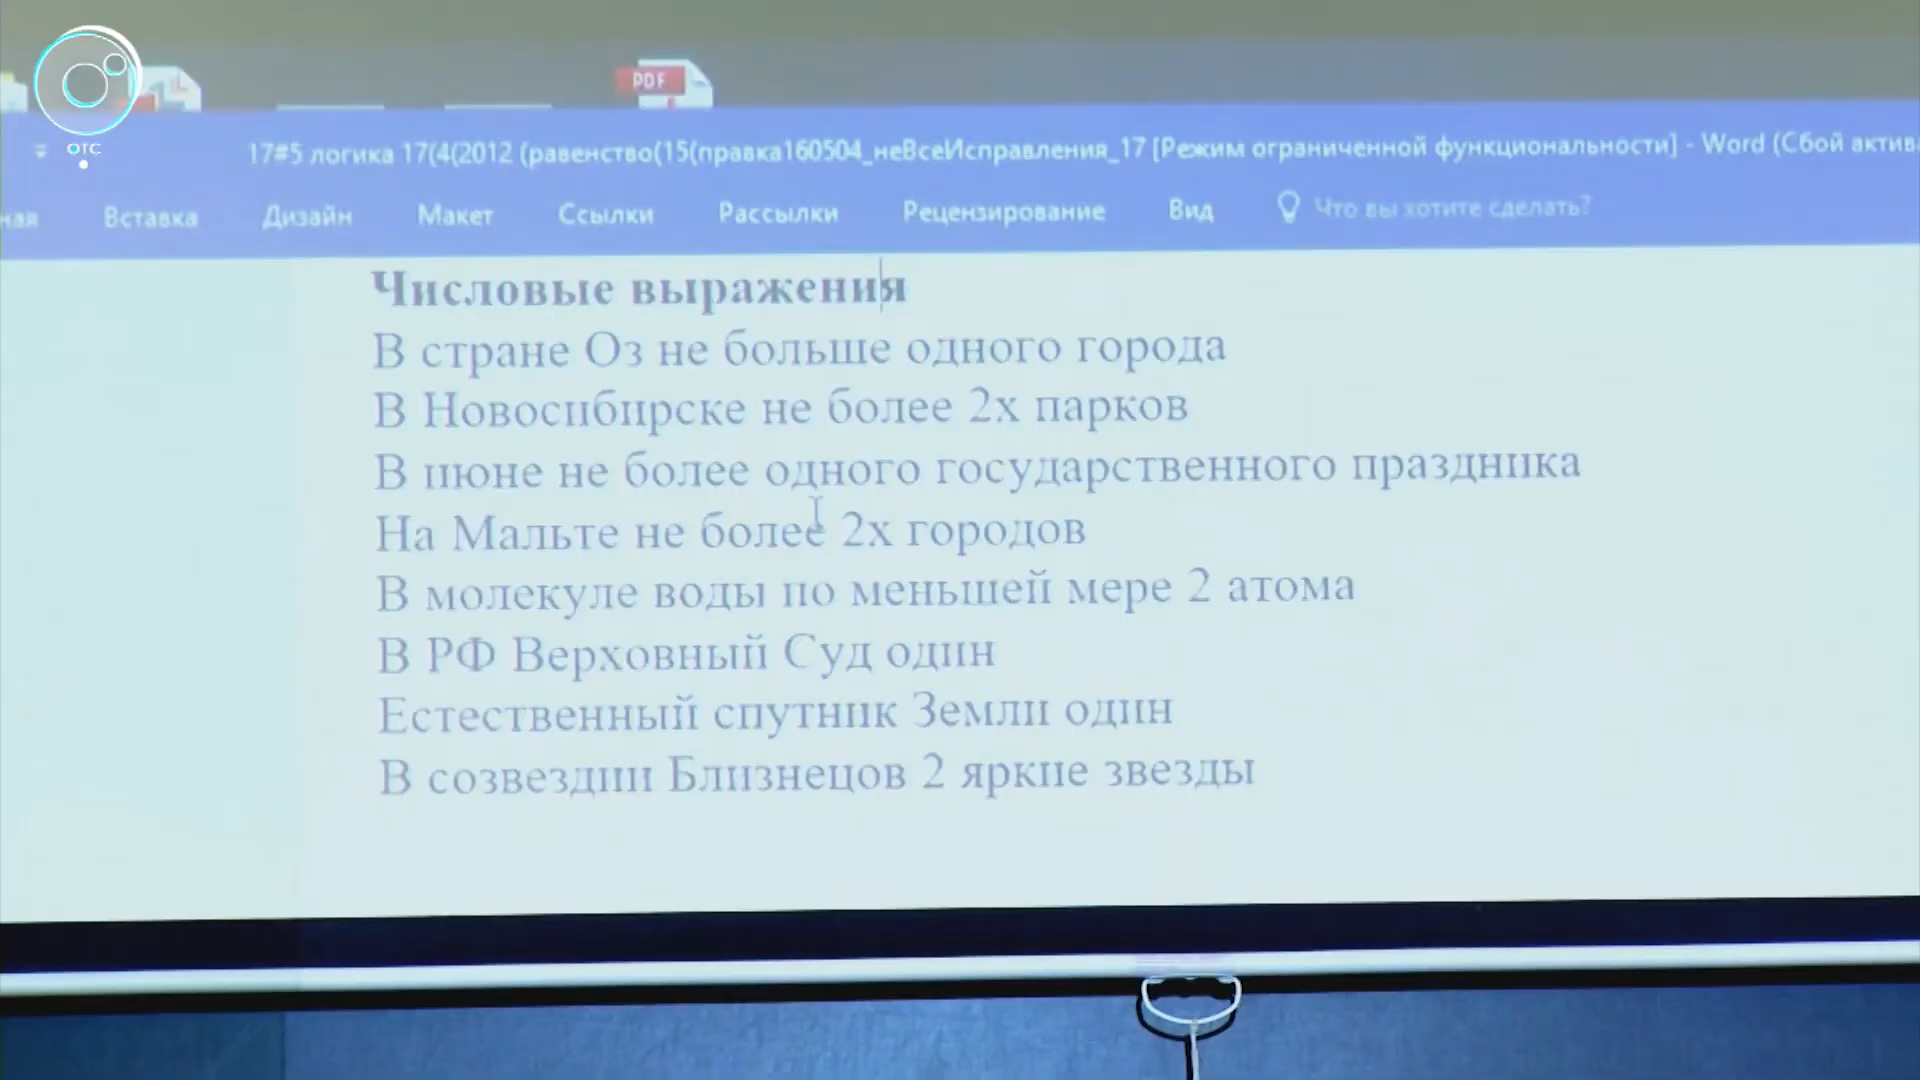 PDF
отс
17#5 логика 17(4(2012 (равенство(15(правка160504_неВсеИсправления_17 [Режим ограниченной функциональности] - Word (Сбой актив
ная Вставка Дизайн Макет Ссылки Рассылки Рецензирование Вид Что вы хотите сделать?
Числовые выражения
В стране Оз не больше одного города
В Новосибирске не более 2х парков
В июне не более одного государственного праздника
На Мальте не более 2х городов
В молекуле воды по меньшей мере 2 атома
В РФ Верховный Суд один
Естественный спутник Земли один
В созвездии Близнецов 2 яркие звезды